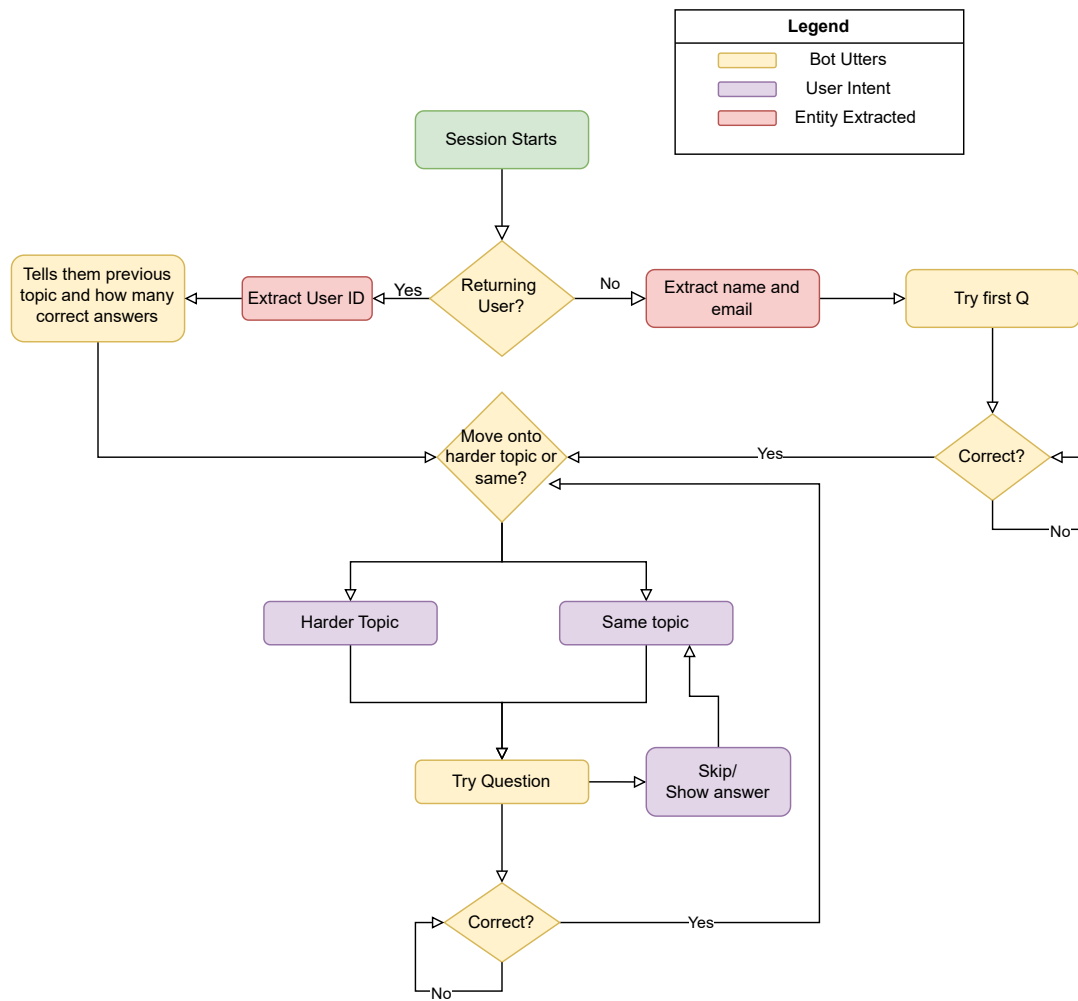 Legend
Bot Utters
User Intent
Entity Extracted
Session Starts
Tells them previous
topic and how many
correct answers
Extract User ID
Yes
Returning
User?
No
Extract name and
email
Try first Q
Move onto
harder topic or
same?
Yes
Correct?
No
Harder Topic
Same topic
Try Question
Skip/
Show answer
Correct?
Yes
No